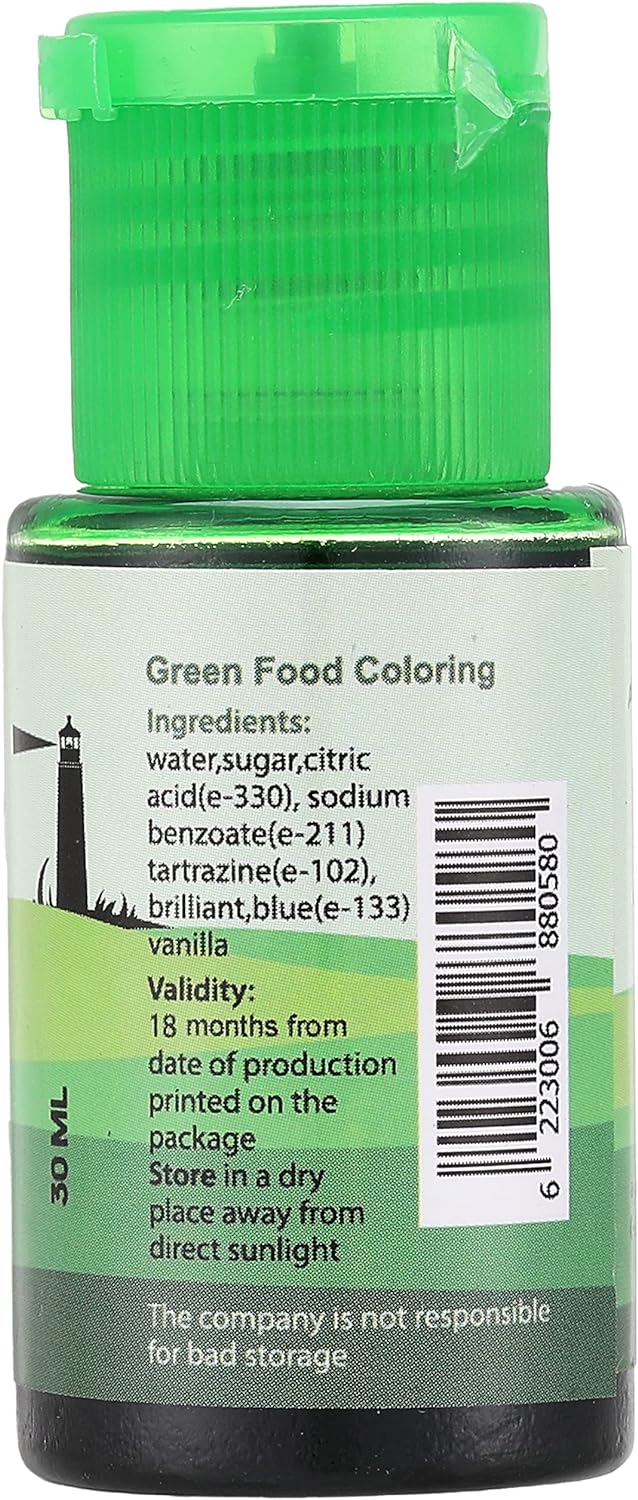 Green Food Coloring
Ingredients:
water,sugar,citric
acid(e-330), sodium
benzoate(e-211)
tartrazine(e-102),
brilliant,blue(e-133)
vanilla
Validity:
18 months from
date of production
printed on the
package
Store in a dry
place away from
direct sunlight
The company is not responsible
for bad storage
30 ML
6 223006 880580